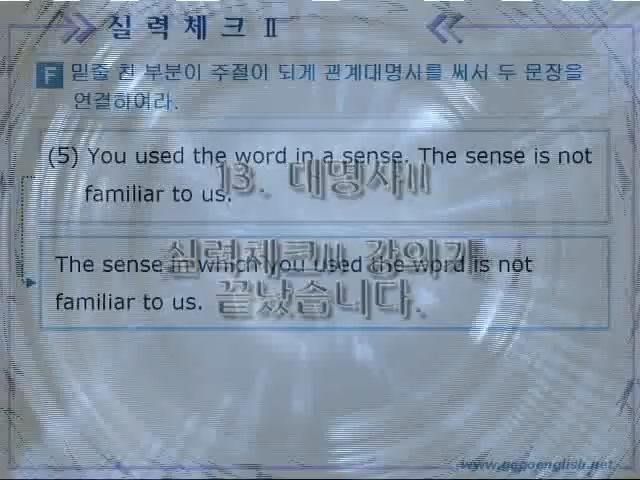 실 력 체 크 II
F 밑줄 친 부분이 주절이 되게 관계대명사를 써서 두 문장을
연결하여라.
(5) You used the word in a sense. The sense is not
familiar to us.
13. 대명사II
The sense in which you used the word is not
familiar to us.
실력체크II 강의가
끝났습니다.